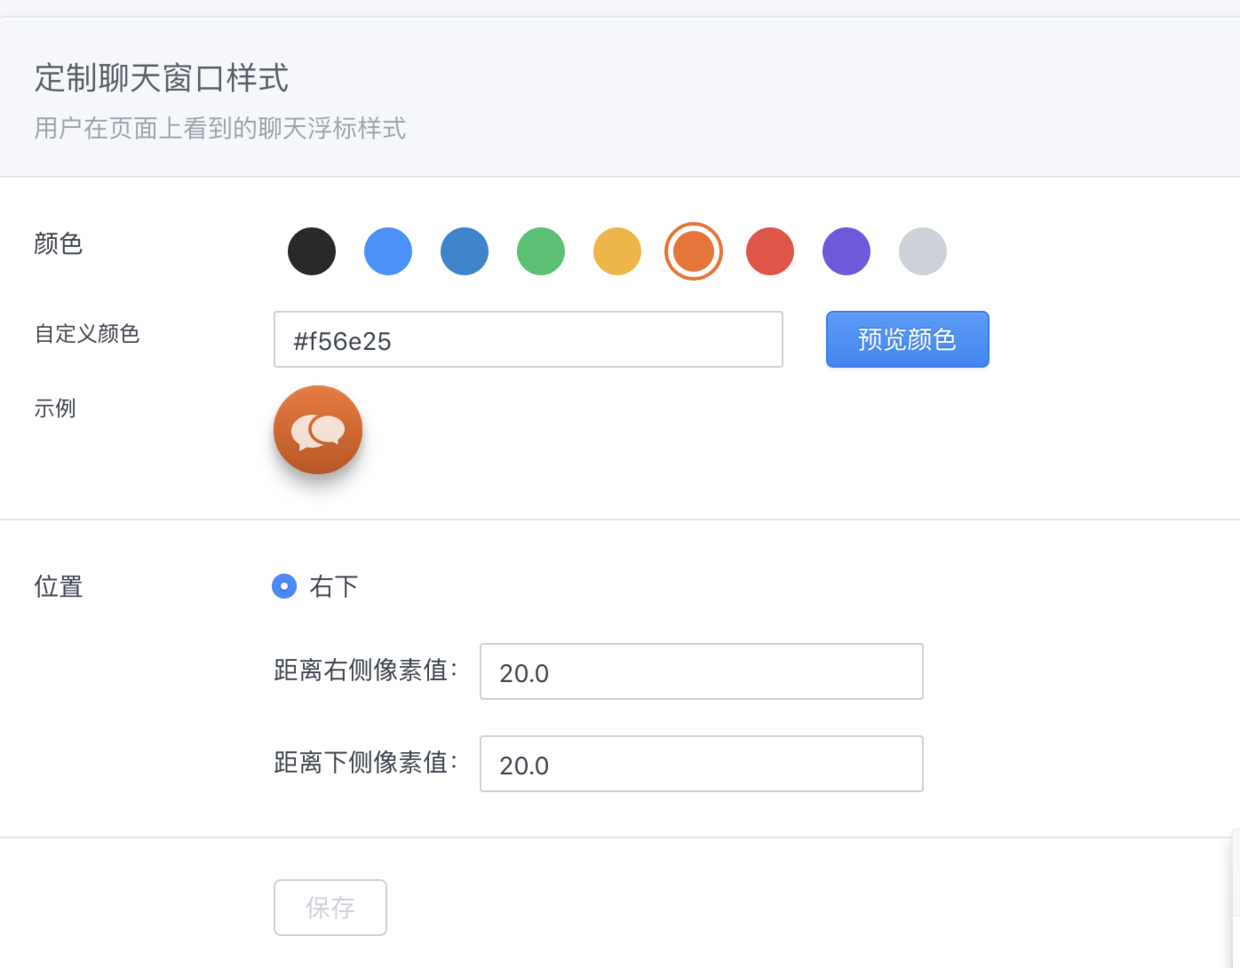 定制聊天窗口样式
用户在页面上看到的聊天浮标样式
颜色
自定义颜色
#f56e25
预览颜色
示例
位置
右下
距离右侧像素值：
20.0
距离下侧像素值：
20.0
保存